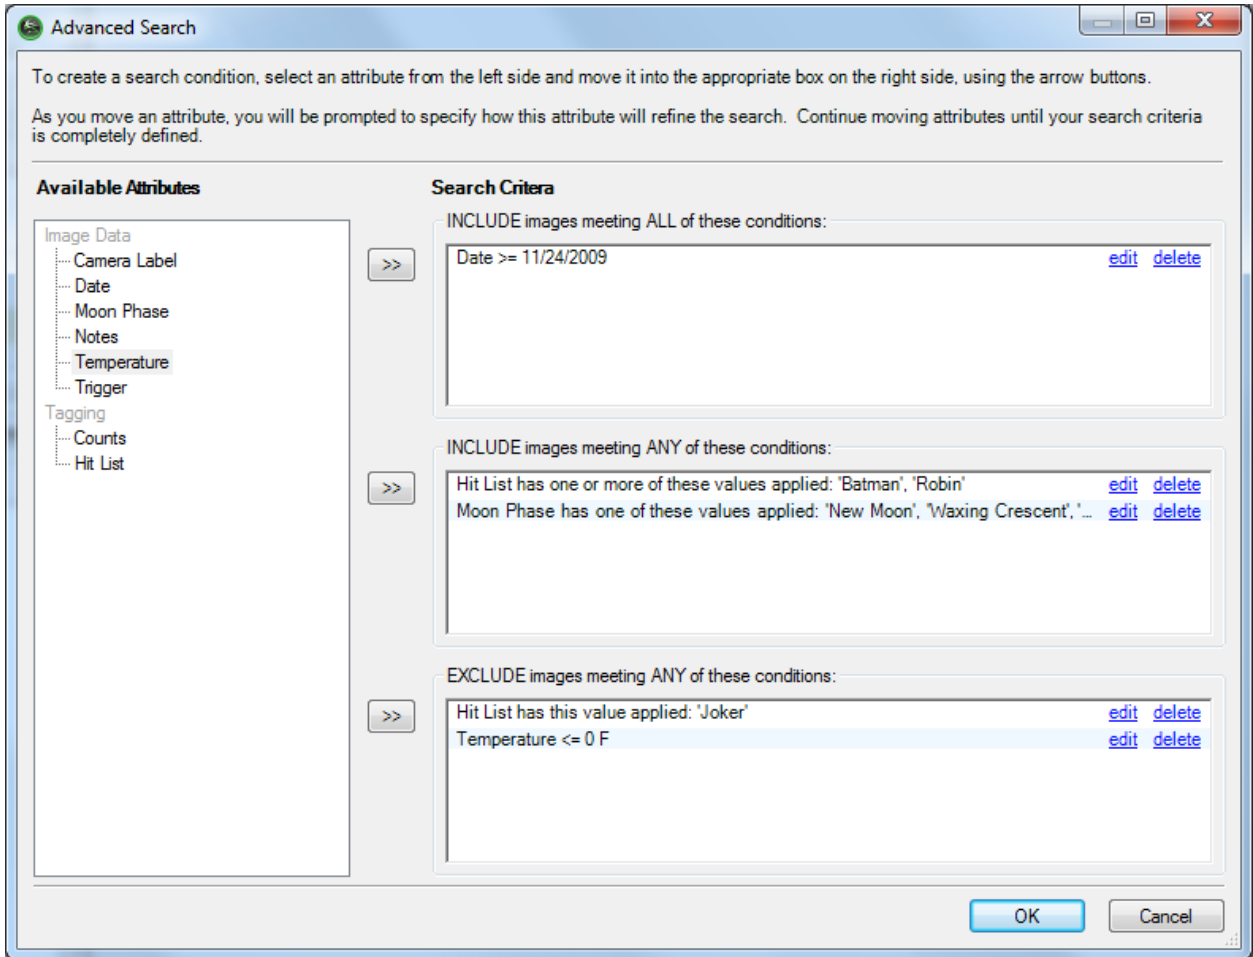 Advanced Search
To create a search condition, select an attribute from the left side and move it into the appropriate box on the right side, using the arrow buttons.
As you move an attribute, you will be prompted to specify how this attribute will refine the search.  Continue moving attributes until your search criteria
is completely defined.
Available Attributes
Image Data
Camera Label
Date
Moon Phase
Notes
Temperature
Trigger
Tagging
Counts
Hit List
>>
>>
>>
Search Critera
INCLUDE images meeting ALL of these conditions:
Date >= 11/24/2009 edit delete
INCLUDE images meeting ANY of these conditions:
Hit List has one or more of these values applied: 'Batman', 'Robin' edit delete
Moon Phase has one of these values applied: 'New Moon', 'Waxing Crescent', '... edit delete
EXCLUDE images meeting ANY of these conditions:
Hit List has this value applied: 'Joker' edit delete
Temperature <= 0 F edit delete
OK Cancel